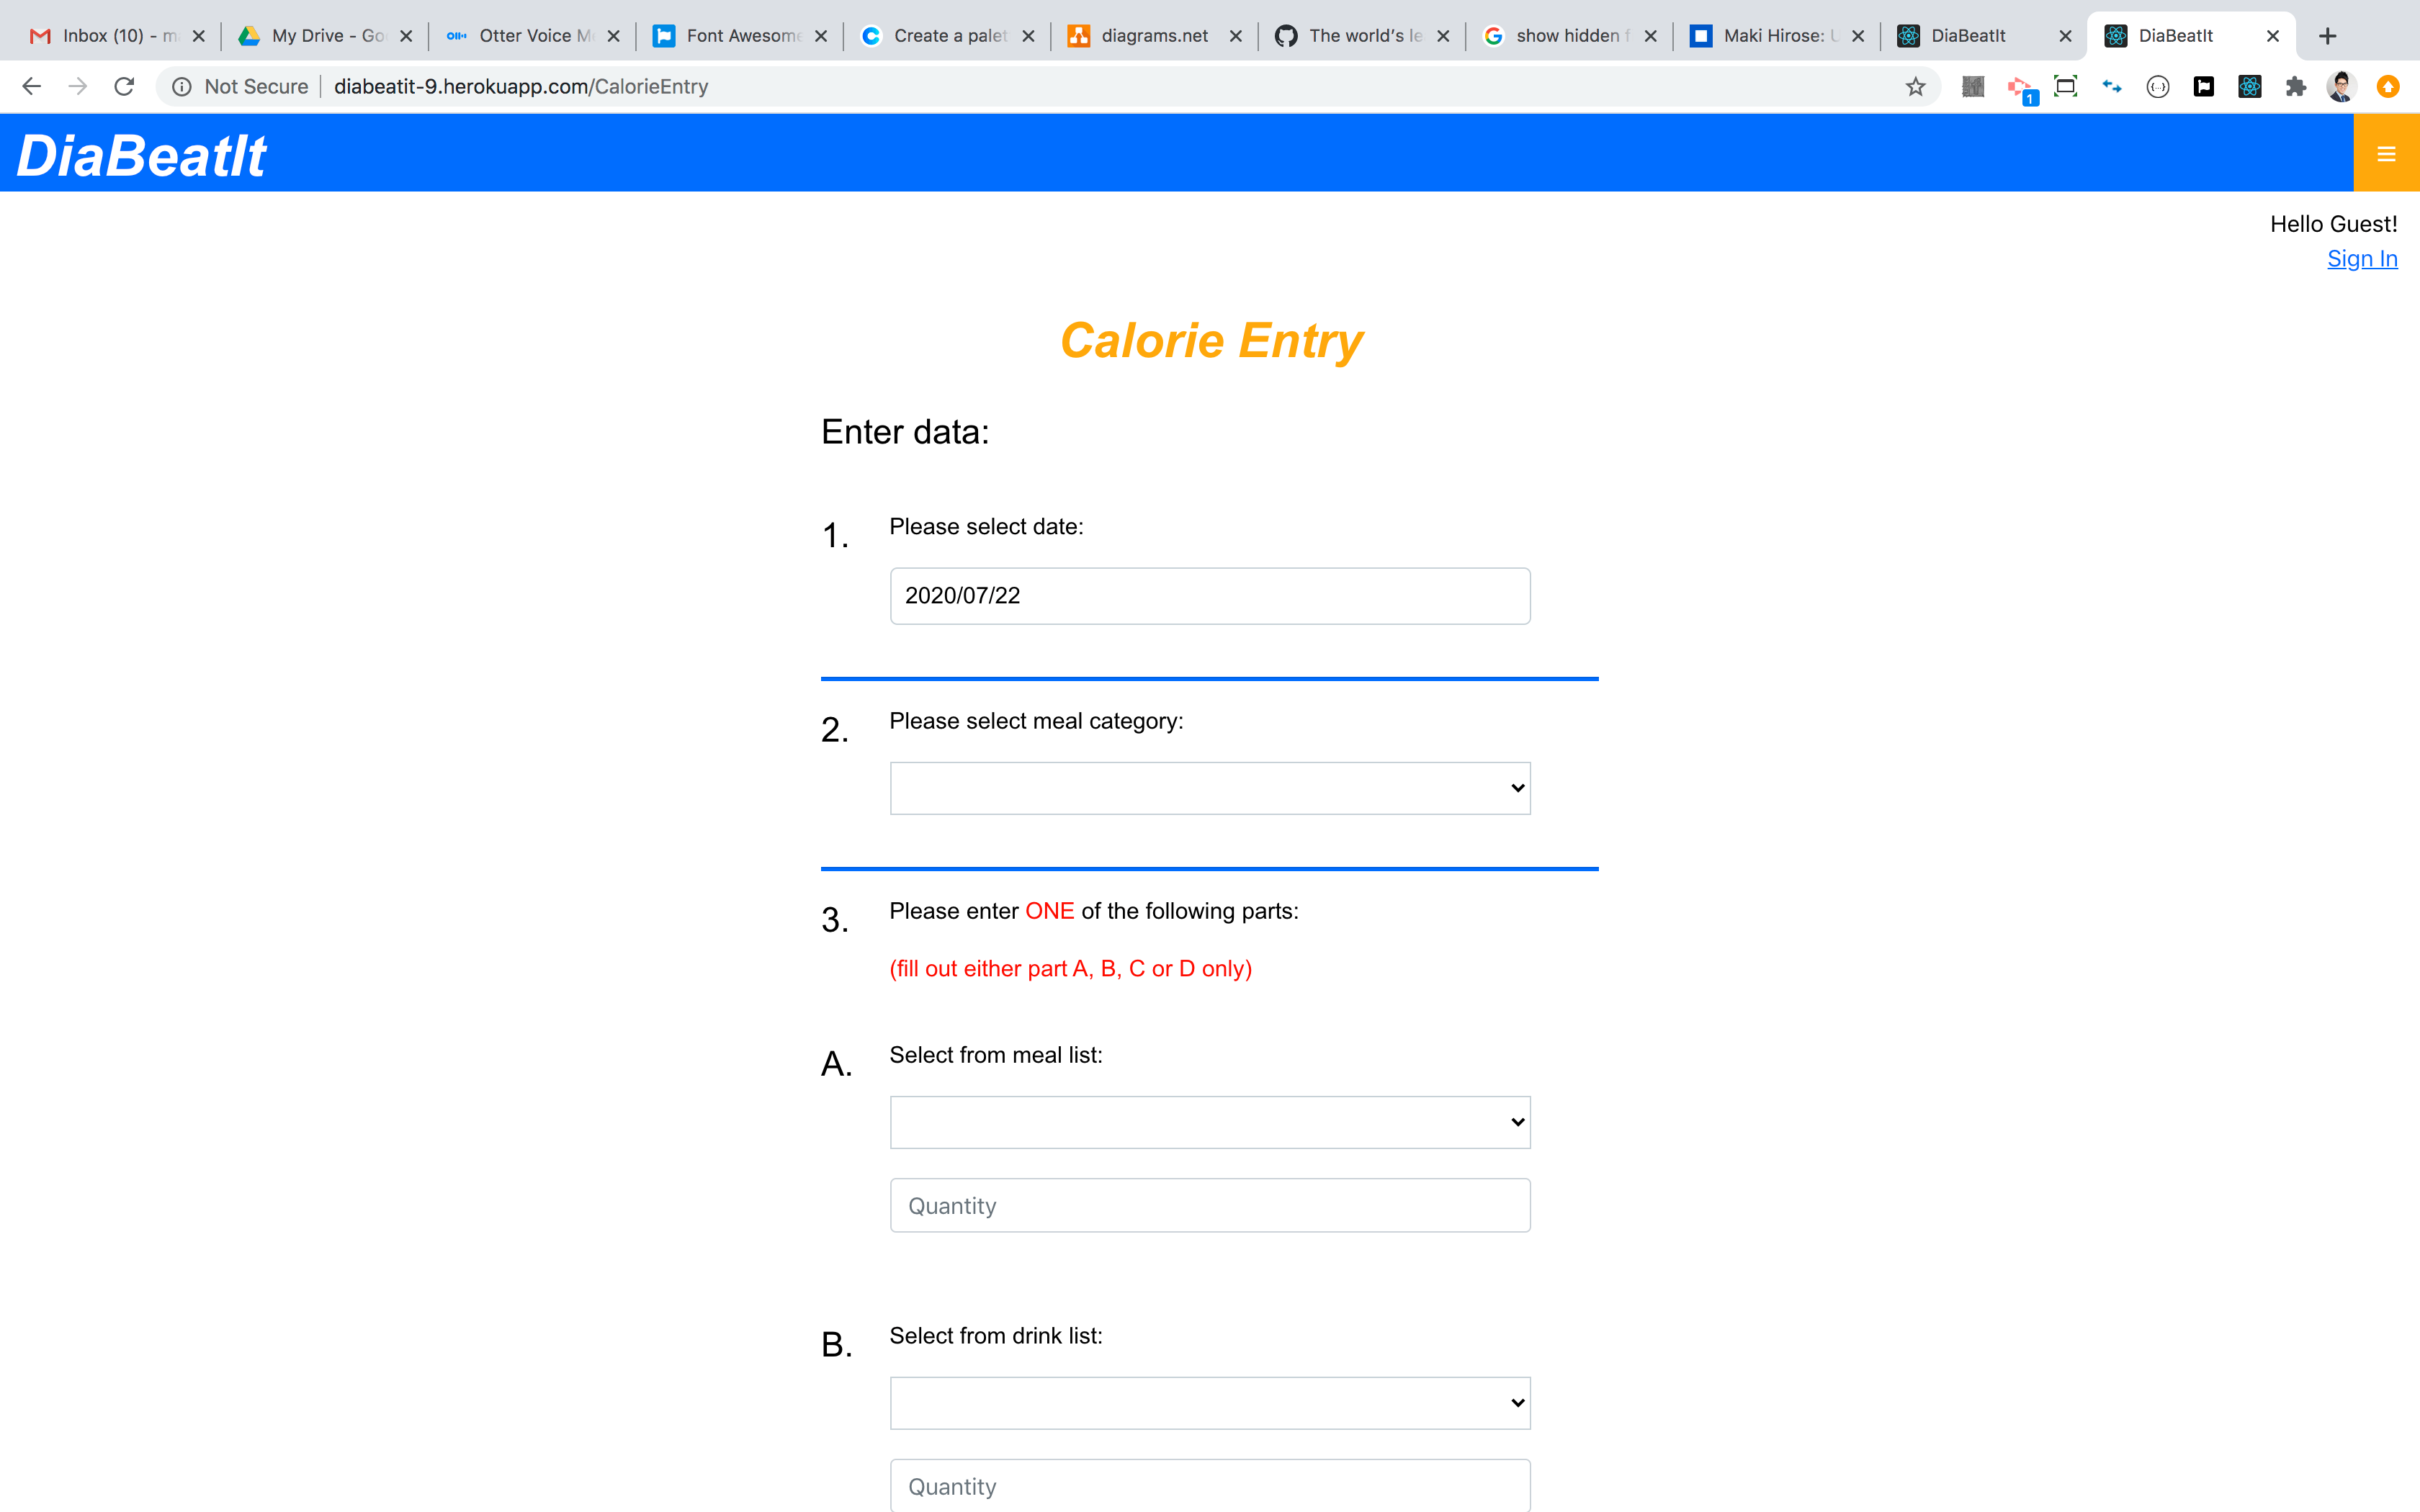 Inbox (10) - m
My Drive - Go
Otter Voice M
Font Awesome
Create a palet
diagrams.net
The world's le
show hidden f
Maki Hirose: U
DiaBeatIt
DiaBeatIt
Not Secure
diabeatit-9.herokuapp.com/CalorieEntry
1
DiaBeatIt
Hello Guest!
Sign In
Calorie Entry
Enter data:
1. Please select date:
2020/07/22
2. Please select meal category:
3. Please enter ONE of the following parts:
(fill out either part A, B, C or D only)
A. Select from meal list:
Quantity
B. Select from drink list:
Quantity